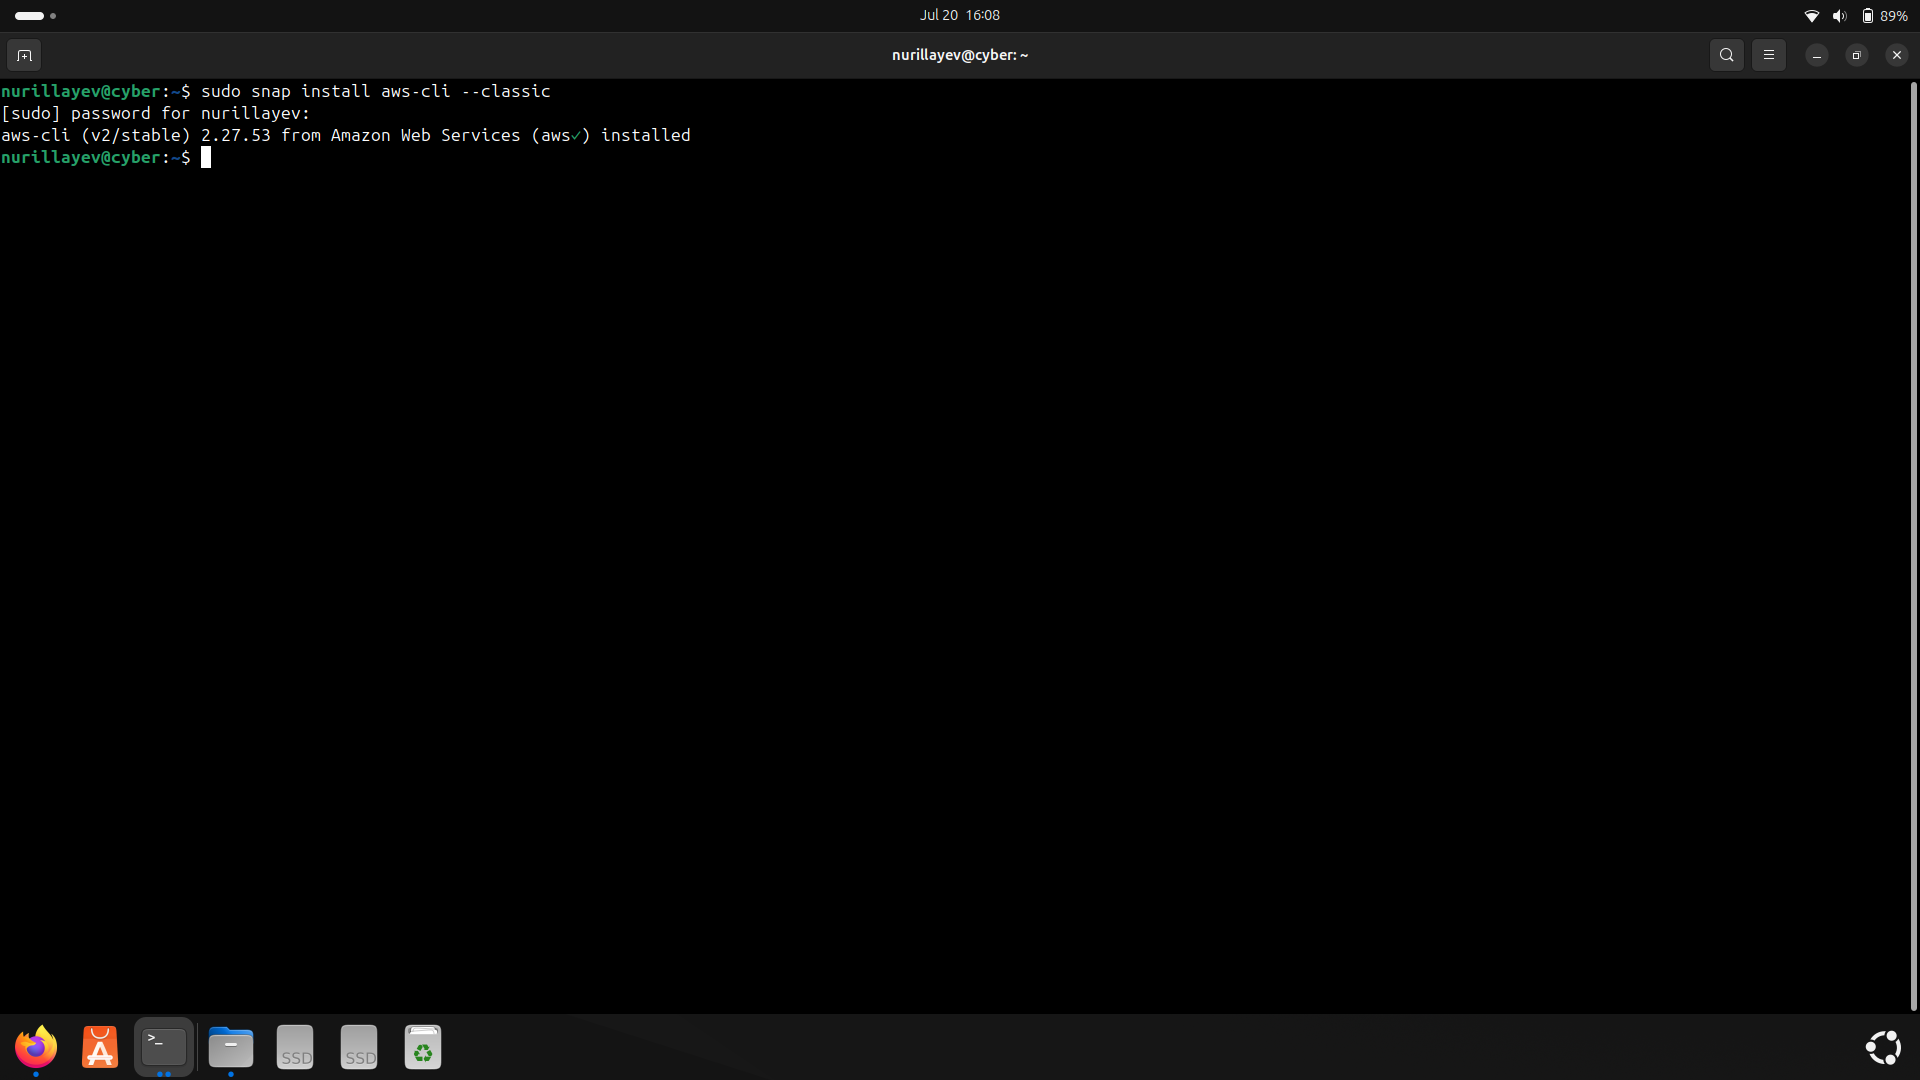 Jul 20 16:08
89%
nurillayev@cyber: ~
nurillayev@cyber:~$ sudo snap install aws-cli --classic
[sudo] password for nurillayev:
aws-cli (v2/stable) 2.27.53 from Amazon Web Services (aws✓) installed
nurillayev@cyber:~$
>_
SSD
SSD